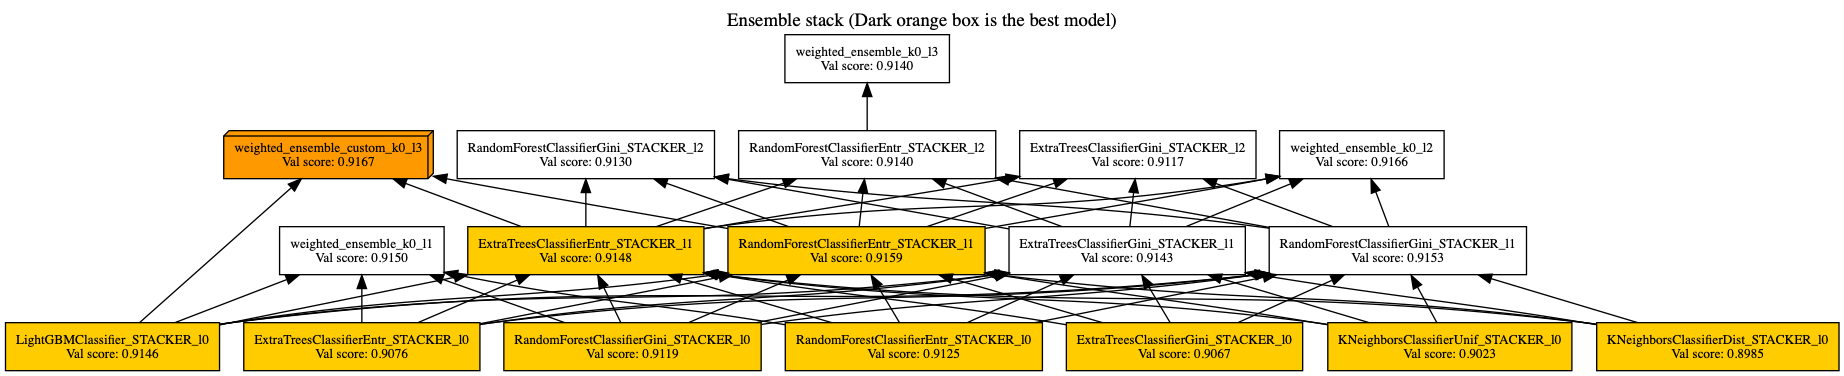 Ensemble stack (Dark orange box is the best model)
weighted_ensemble_k0_l3
Val score: 0.9140
weighted_ensemble_custom_k0_l3
Val score: 0.9167
RandomForestClassifierGini_STACKER_l2
Val score: 0.9130
RandomForestClassifierEntr_STACKER_l2
Val score: 0.9140
ExtraTreesClassifierGini_STACKER_l2
Val score: 0.9117
weighted_ensemble_k0_l2
Val score: 0.9166
weighted_ensemble_k0_l1
Val score: 0.9150
ExtraTreesClassifierEntr_STACKER_l1
Val score: 0.9148
RandomForestClassifierEntr_STACKER_l1
Val score: 0.9159
ExtraTreesClassifierGini_STACKER_l1
Val score: 0.9143
RandomForestClassifierGini_STACKER_l1
Val score: 0.9153
LightGBMClassifier_STACKER_l0
Val score: 0.9146
ExtraTreesClassifierEntr_STACKER_l0
Val score: 0.9076
RandomForestClassifierGini_STACKER_l0
Val score: 0.9119
RandomForestClassifierEntr_STACKER_l0
Val score: 0.9125
ExtraTreesClassifierGini_STACKER_l0
Val score: 0.9067
KNeighborsClassifierUnif_STACKER_l0
Val score: 0.9023
KNeighborsClassifierDist_STACKER_l0
Val score: 0.8985